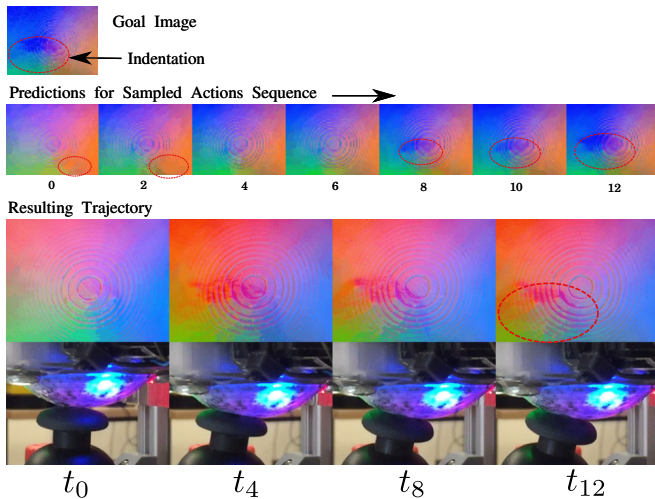 Goal Image
Indentation
Predictions for Sampled Actions Sequence
0 2 4 6 8 10 12
Resulting Trajectory
t0 t4 t8 t12